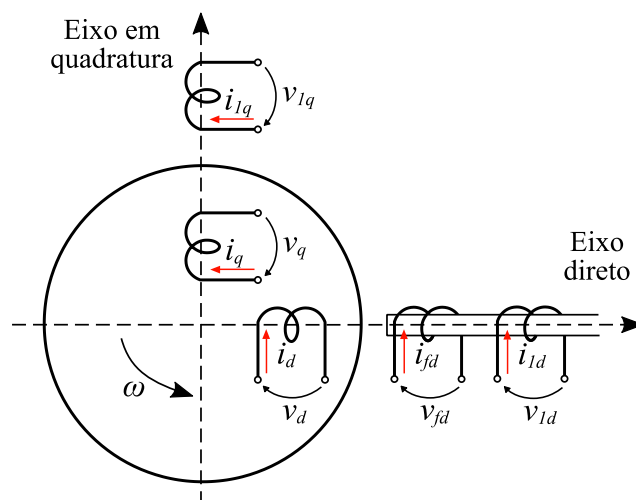 Eixo em
quadratura
v1q
i1q
vq
iq
Eixo
direto
id
ifd
i1d
ω
vd
vfd
v1d